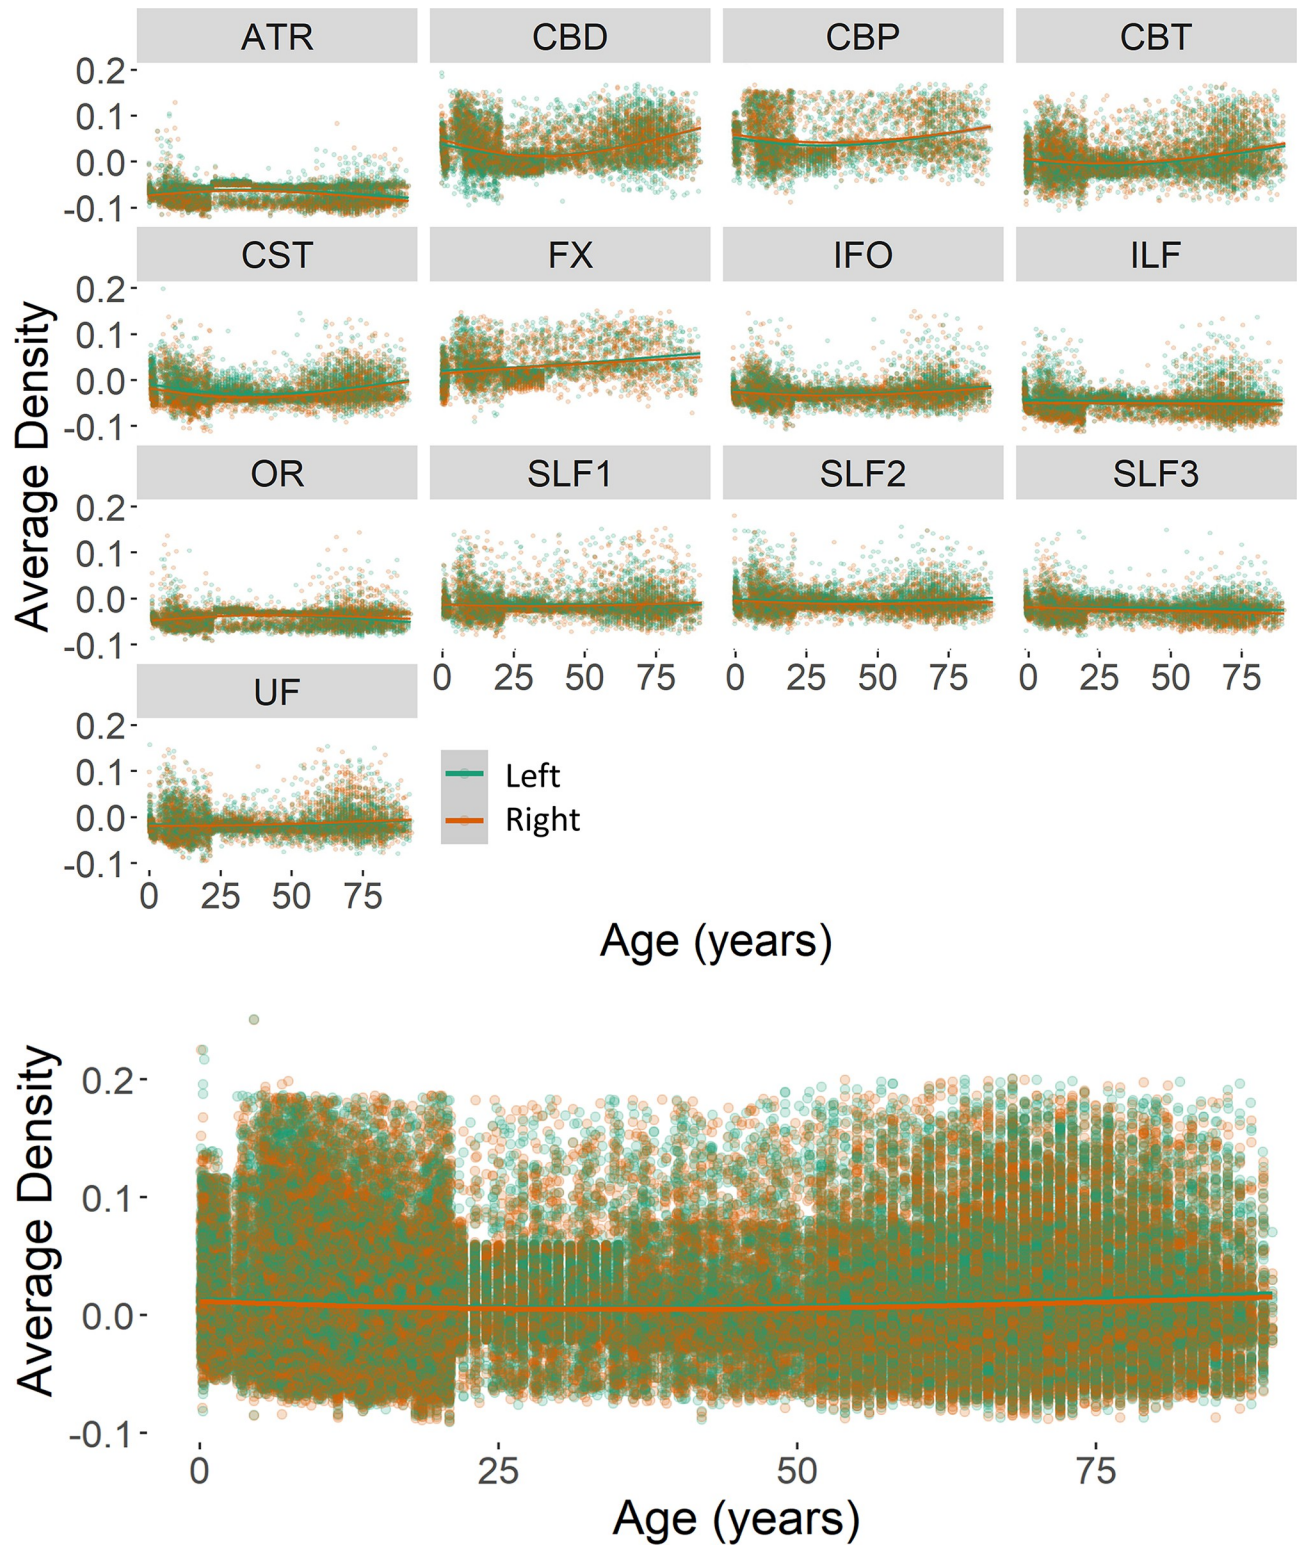 ATR CBD CBP CBT
0.2
0.1
0.0
-0.1
CST FX IFO ILF
0.2
0.1
0.0
-0.1
Average Density
OR SLF1 SLF2 SLF3
0.2
0.1
0.0
-0.1
0 25 50 75 0 25 50 75 0 25 50 75
UF
0.2
0.1
0.0
-0.1
0 25 50 75
Left
Right
Age (years)
Average Density
0.2
0.1
0.0
-0.1
0 25 50 75
Age (years)